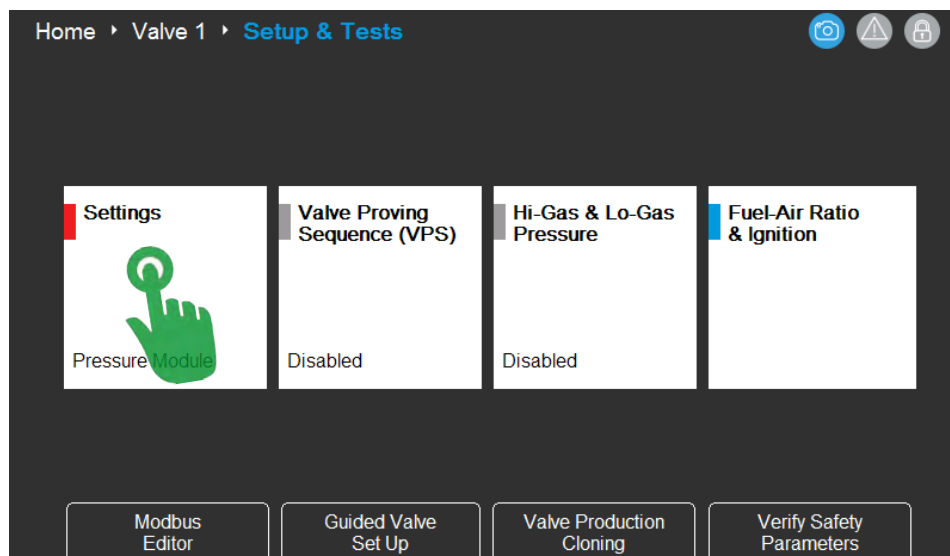 Home ‣ Valve 1 ‣ Setup & Tests
Settings
Pressure Module
Valve Proving
Sequence (VPS)
Disabled
Hi-Gas & Lo-Gas
Pressure
Disabled
Fuel-Air Ratio
& Ignition
Modbus
Editor
Guided Valve
Set Up
Valve Production
Cloning
Verify Safety
Parameters